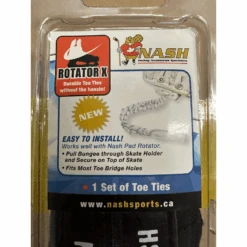 NASH
ROTATOR X
Durable Toe Ties
without the hassle!
NEW
EASY TO INSTALL!
Works well with Nash Pad Rotator.
• Pull Bungee through Skate Holder
and Secure on Top of Skate
• Fits Most Toe Bridge Holes
• 1 Set of Toe Ties
www.nashsports.ca